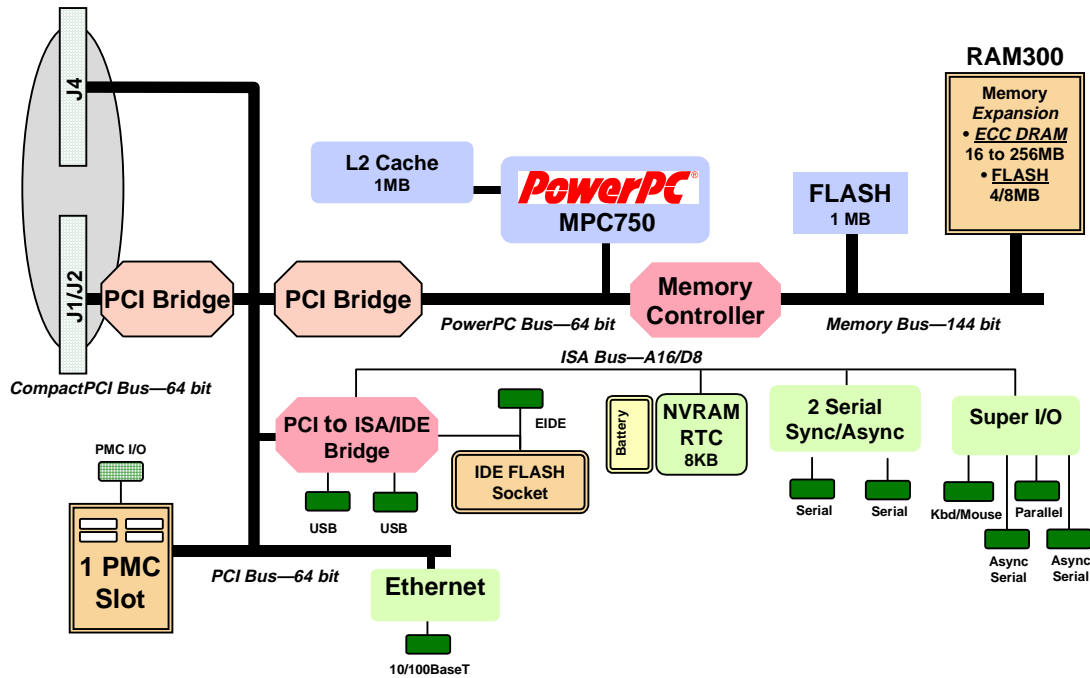 J4
J1/J2
RAM300
Memory
Expansion
• ECC DRAM
16 to 256MB
• FLASH
4/8MB
L2 Cache
1MB
PowerPC®
MPC750
FLASH
1 MB
PCI Bridge
PCI Bridge
Memory
Controller
PowerPC Bus—64 bit
Memory Bus—144 bit
CompactPCI Bus—64 bit
ISA Bus—A16/D8
PCI to ISA/IDE
Bridge
EIDE
IDE FLASH
Socket
USB
USB
Battery
NVRAM
RTC
8KB
2 Serial
Sync/Async
Serial
Serial
Super I/O
Kbd/Mouse
Parallel
Async
Serial
Async
Serial
PMC I/O
1 PMC
Slot
PCI Bus—64 bit
Ethernet
10/100BaseT